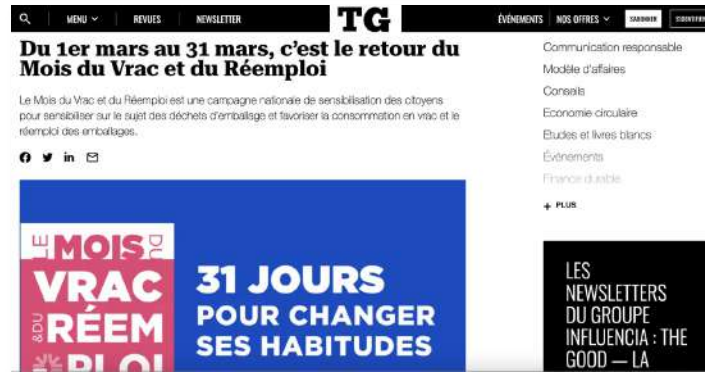 MENU
REVUES
NEWSLETTER
TG
ÉVÉNEMENTS
NOS OFFRES
S'ABONNER
S'IDENTIFIER
Du 1er mars au 31 mars, c'est le retour du
Mois du Vrac et du Réemploi
Le Mois du Vrac et du Réemploi est une campagne nationale de sensibilisation des citoyens
pour sensibiliser sur le sujet des déchets d'emballage et favoriser la consommation en vrac et le
réemploi des emballages.
LE MOIS DU
VRAC
&DU RÉEM
PLOI
31 JOURS
POUR CHANGER
SES HABITUDES
Communication responsable
Modèle d'affaires
Conseils
Economie circulaire
Etudes et livres blancs
Événements
Finance durable
+ PLUS
LES
NEWSLETTERS
DU GROUPE
INFLUENCIA : THE
GOOD — LA